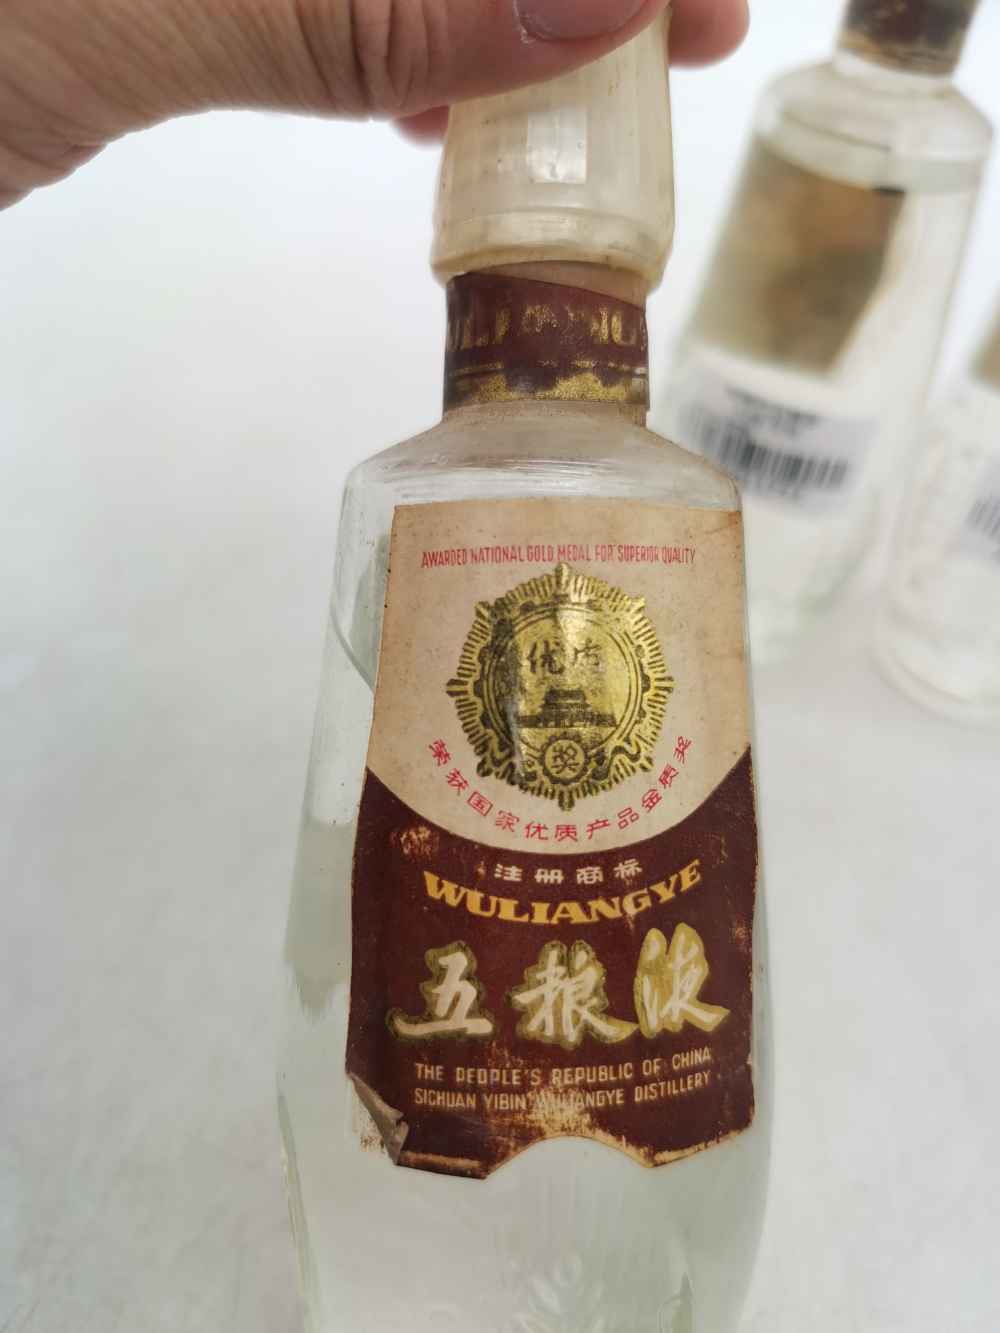 AWARDED NATIONAL GOLD MEDAL FOR SUPERIOR QUALITY
优质
奖
荣获国家优质产品金质奖
注册商标
WULIANGYE
五粮液
THE PEOPLE'S REPUBLIC OF CHINA
SICHUAN YIBIN WULIANGYE DISTILLERY